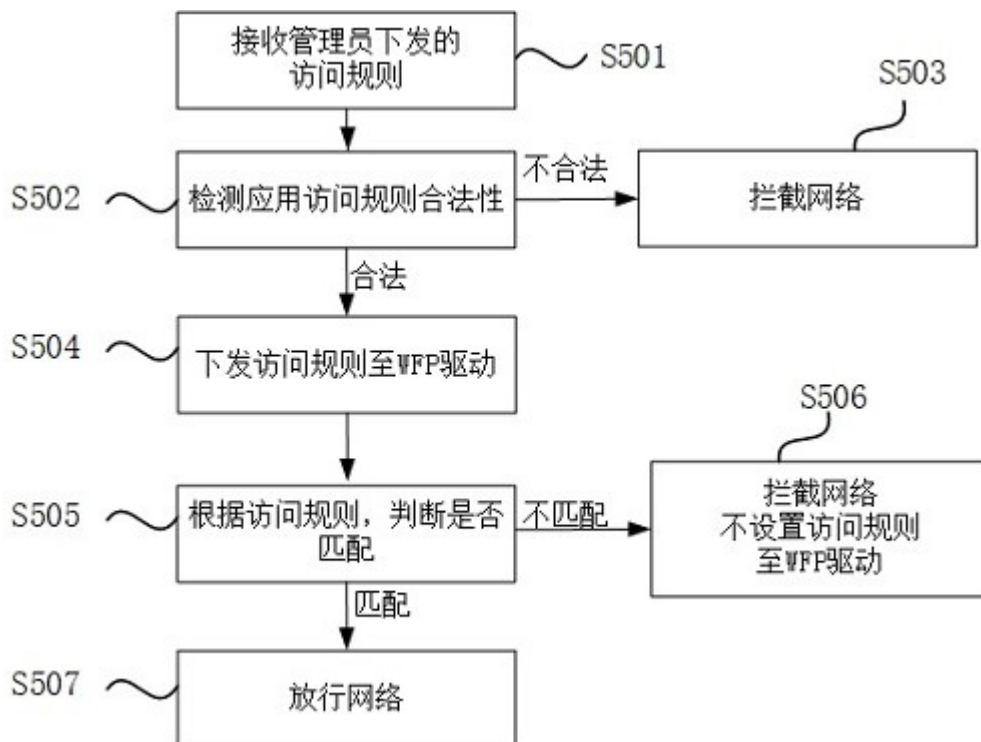 接收管理员下发的
访问规则
S501
S503
S502
检测应用访问规则合法性
不合法
拦截网络
合法
S504
下发访问规则至WFP驱动
S506
S505
根据访问规则，判断是否
匹配
不匹配
拦截网络
不设置访问规则
至WFP驱动
匹配
S507
放行网络